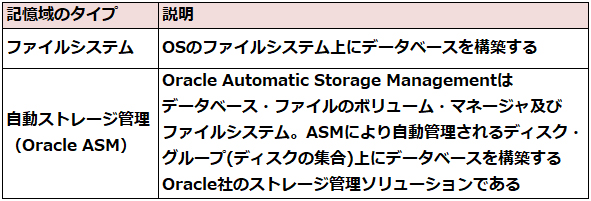 記憶域のタイプ 説明
ファイルシステム OSのファイルシステム上にデータベースを構築する
自動ストレージ管理
（Oracle ASM）
Oracle Automatic Storage Managementは
データベース・ファイルのボリューム・マネージャ及び
ファイルシステム。ASMにより自動管理されるディスク・
グループ(ディスクの集合)上にデータベースを構築する
Oracle社のストレージ管理ソリューションである